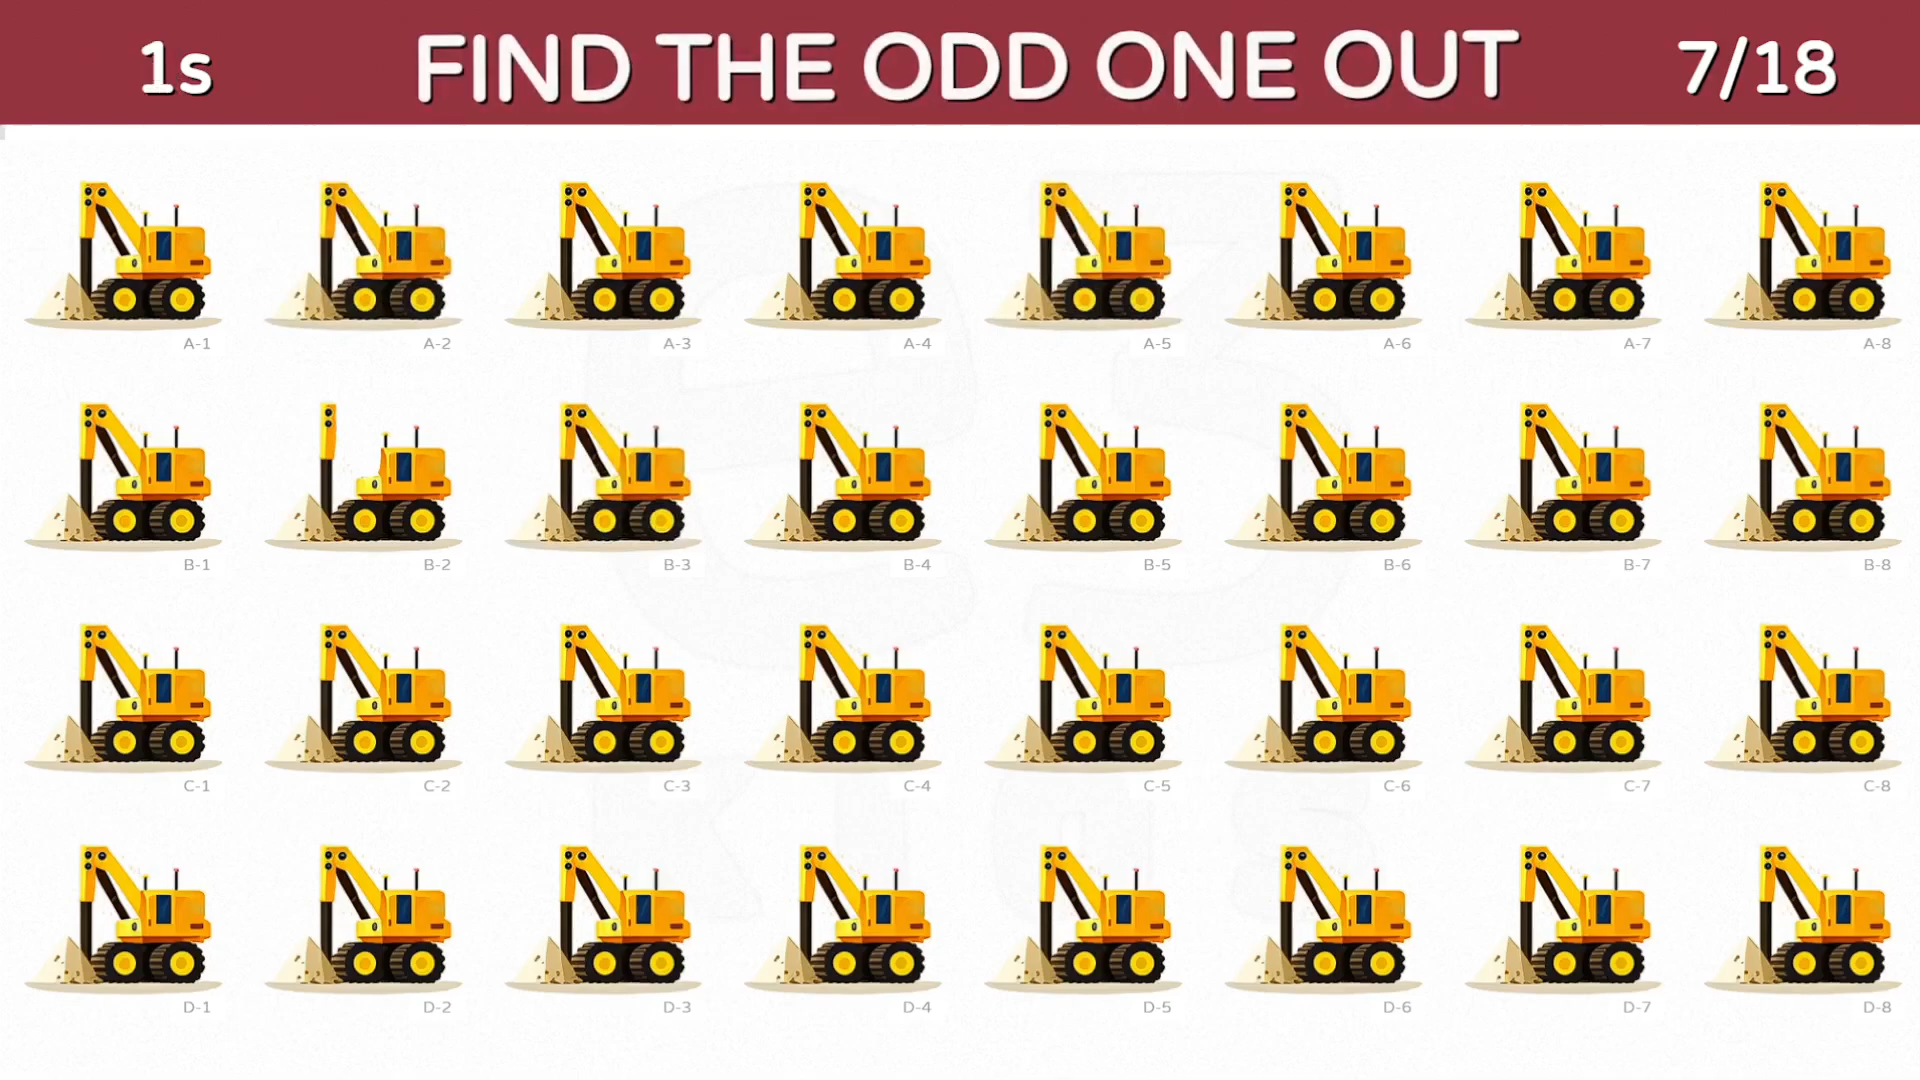 1s FIND THE ODD ONE OUT 7/18
A-1 A-2 A-3 A-4 A-5 A-6 A-7 A-8
B-1 B-2 B-3 B-4 B-5 B-6 B-7 B-8
C-1 C-2 C-3 C-4 C-5 C-6 C-7 C-8
D-1 D-2 D-3 D-4 D-5 D-6 D-7 D-8